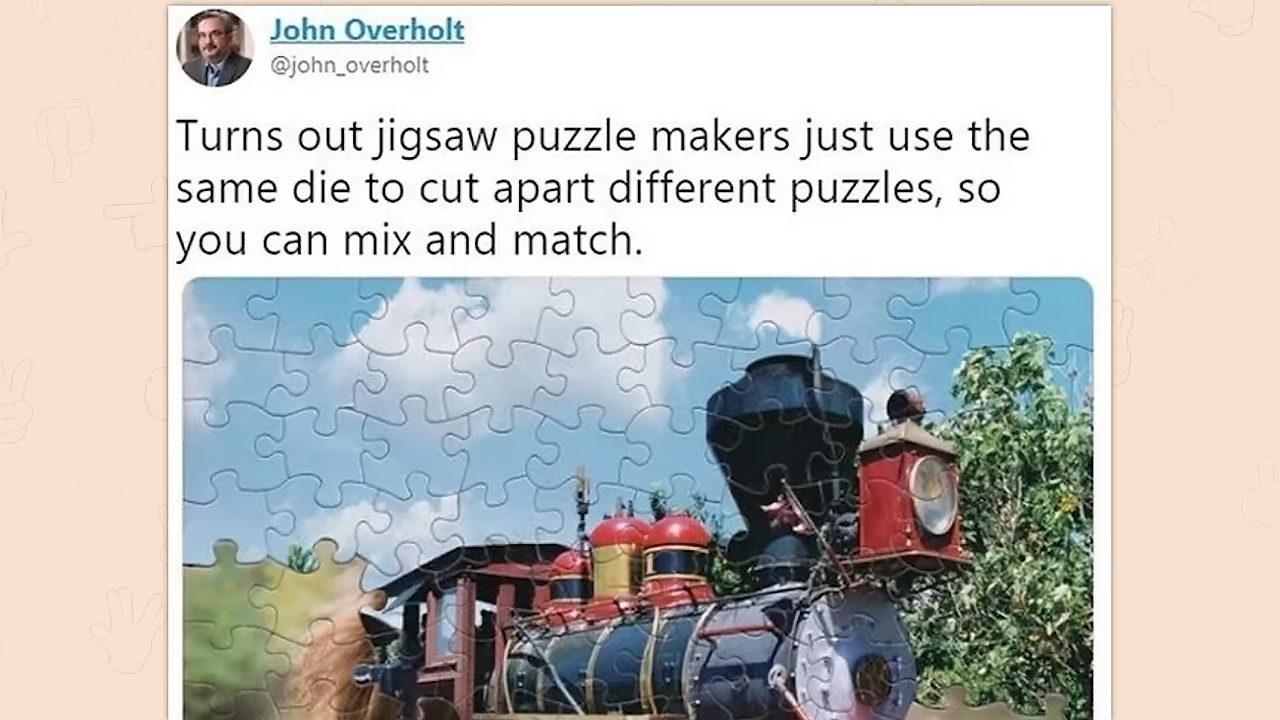 John Overholt
@john_overholt
Turns out jigsaw puzzle makers just use the
same die to cut apart different puzzles, so
you can mix and match.